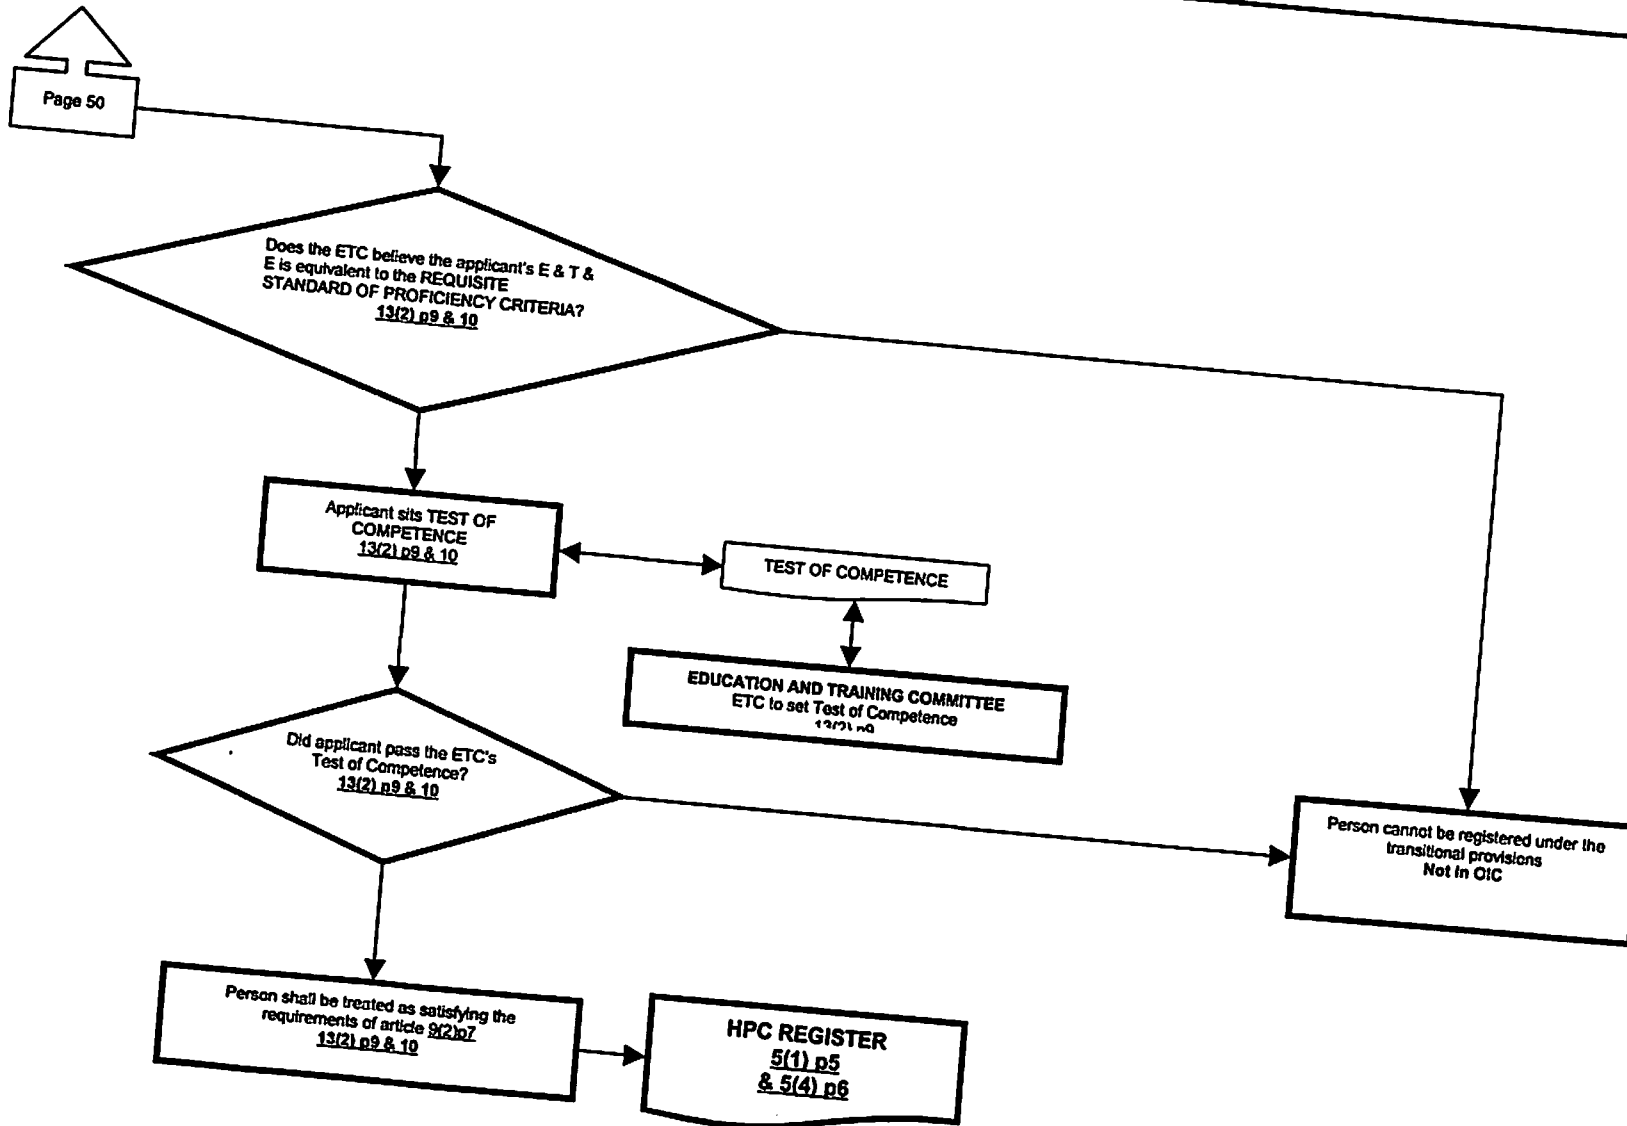 Page 50
Does the ETC believe the applicant's E & T &
E is equivalent to the REQUISITE
STANDARD OF PROFICIENCY CRITERIA?
13(2) p9 & 10
Applicant sits TEST OF
COMPETENCE
13(2) p9 & 10
TEST OF COMPETENCE
EDUCATION AND TRAINING COMMITTEE
ETC to set Test of Competence
13(2) p9
Did applicant pass the ETC's
Test of Competence?
13(2) p9 & 10
Person cannot be registered under the
transitional provisions
Not in OIC
Person shall be treated as satisfying the
requirements of article 9(2)p7
13(2) p9 & 10
HPC REGISTER
5(1) p5
& 5(4) p6